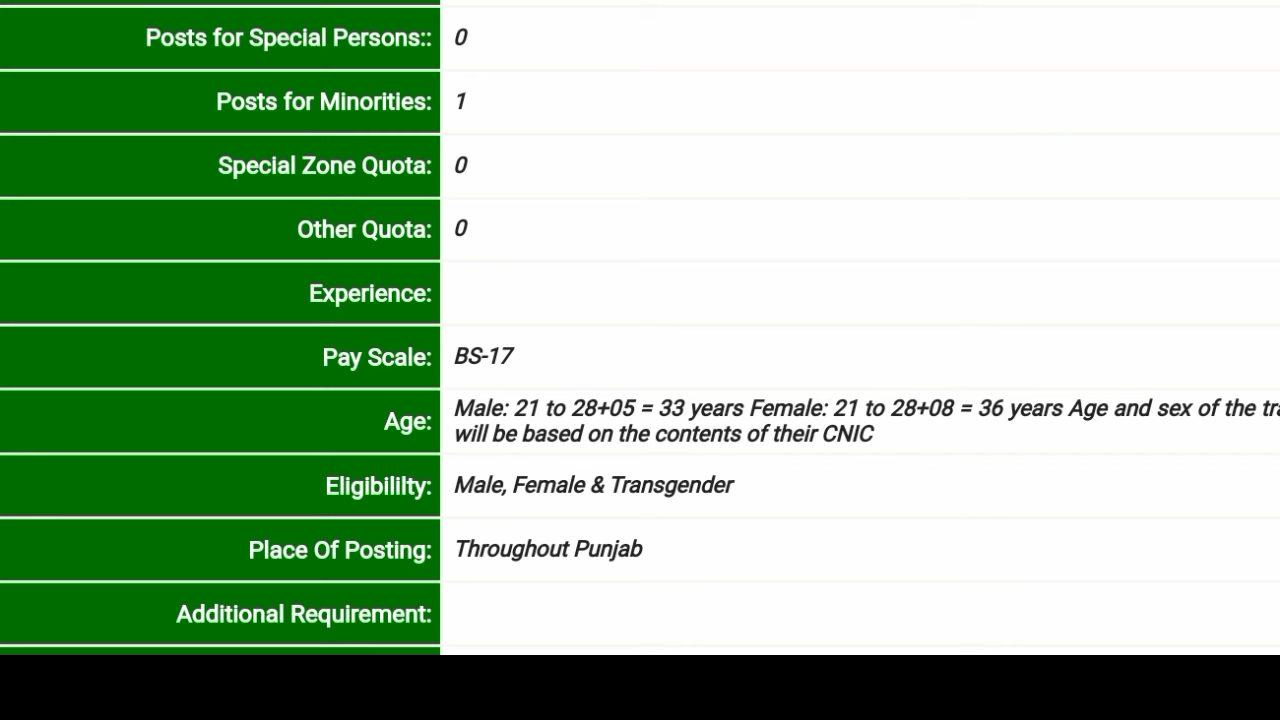 Posts for Special Persons:: 0
Posts for Minorities: 1
Special Zone Quota: 0
Other Quota: 0
Experience:
Pay Scale: BS-17
Age: Male: 21 to 28+05 = 33 years Female: 21 to 28+08 = 36 years Age and sex of the
will be based on the contents of their CNIC
Eligibililty: Male, Female & Transgender
Place Of Posting: Throughout Punjab
Additional Requirement: